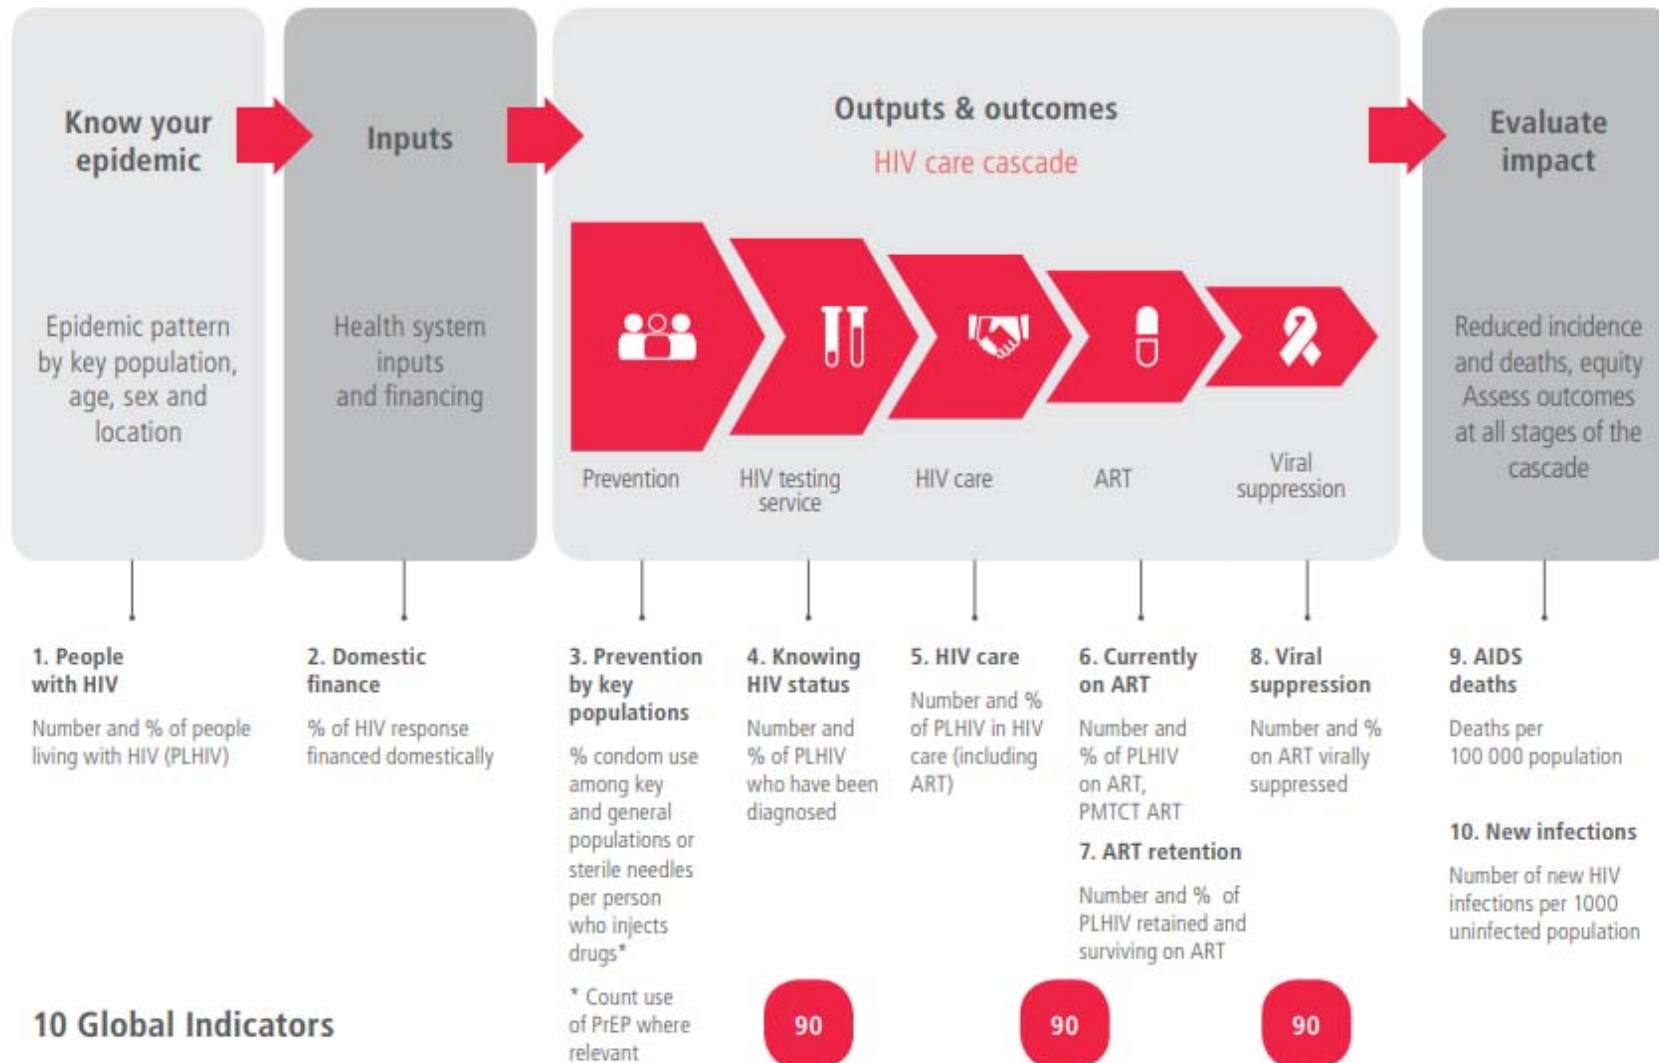 Know your
epidemic
Epidemic pattern
by key population,
age, sex and
location
Inputs
Health system
inputs
and financing
Outputs & outcomes
HIV care cascade
Prevention
HIV testing
service
HIV care
ART
Viral
suppression
Evaluate
impact
Reduced incidence
and deaths, equity
Assess outcomes
at all stages of the
cascade
1. People
with HIV
Number and % of people
living with HIV (PLHIV)
2. Domestic
finance
% of HIV response
financed domestically
3. Prevention
by key
populations
% condom use
among key
and general
populations or
sterile needles
per person
who injects
drugs*
* Count use
of PrEP where
relevant
4. Knowing
HIV status
Number and
% of PLHIV
who have been
diagnosed
5. HIV care
Number and %
of PLHIV in HIV
care (including
ART)
6. Currently
on ART
Number and
% of PLHIV
on ART,
PMTCT ART
7. ART retention
Number and % of
PLHIV retained and
surviving on ART
8. Viral
suppression
Number and %
on ART virally
suppressed
9. AIDS
deaths
Deaths per
100 000 population
10. New infections
Number of new HIV
infections per 1000
uninfected population
10 Global Indicators
90
90
90